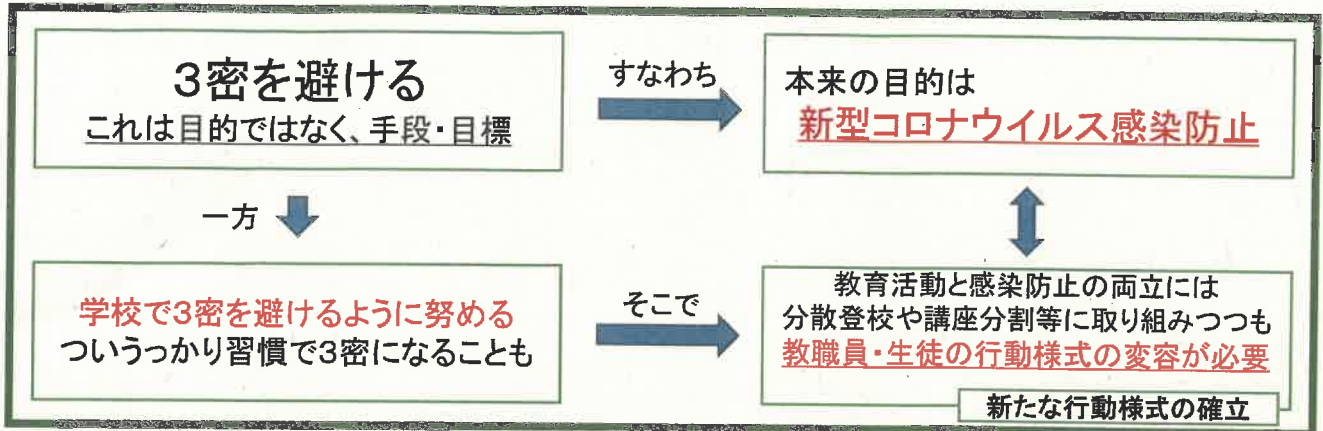 3密を避ける
これは目的ではなく、手段・目標
すなわち
本来の目的は
新型コロナウイルス感染防止
一方
学校で3密を避けるように努める
ついうっかり習慣で3密になることも
そこで
教育活動と感染防止の両立には
分散登校や講座分割等に取り組みつつも
教職員・生徒の行動様式の変容が必要
新たな行動様式の確立